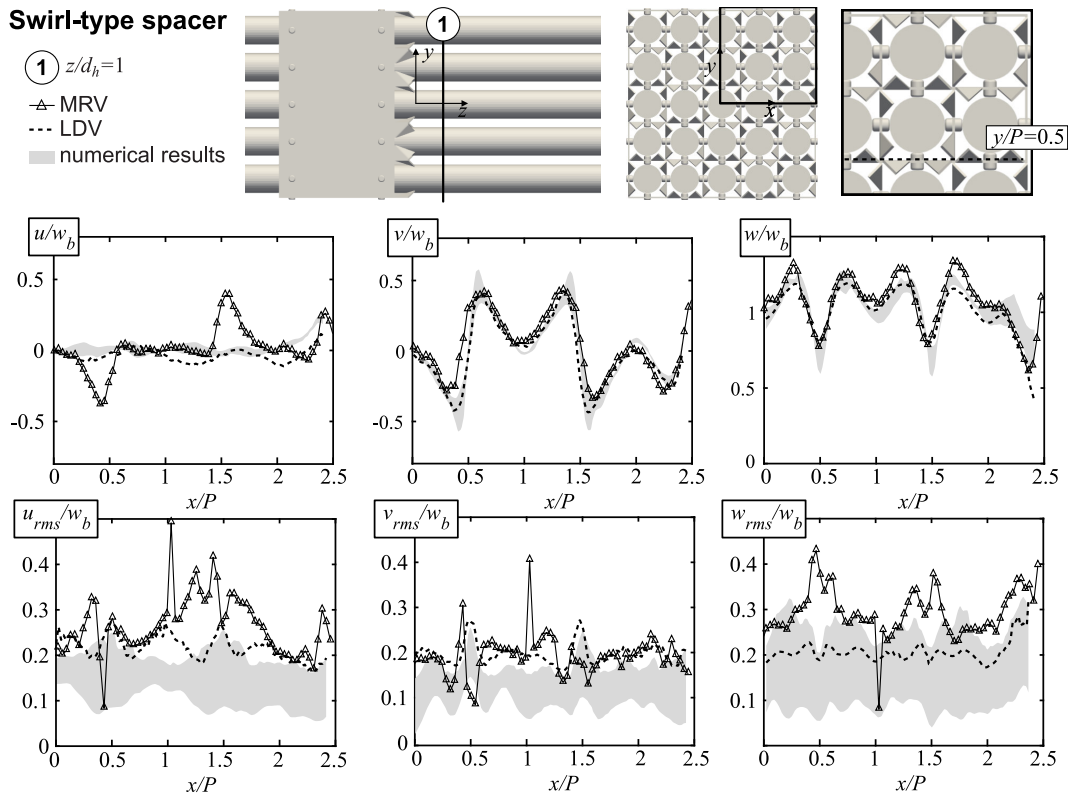 Swirl-type spacer
1 z/d_h=1
MRV
LDV
numerical results
1
y
z
y
x
y/P=0.5
u/w_b
0.5
0
-0.5
0 0.5 1 1.5 2 2.5
x/P
v/w_b
0.5
0
-0.5
0 0.5 1 1.5 2 2.5
x/P
w/w_b
1
0.5
1
0 0.5 1 1.5 2 2.5
x/P
u_rms/w_b
0.4
0.3
0.2
0.1
0
0 0.5 1 1.5 2 2.5
x/P
v_rms/w_b
0.4
0.3
0.2
0.1
0
0 0.5 1 1.5 2 2.5
x/P
w_rms/w_b
0.4
0.3
0.2
0.1
0
0 0.5 1 1.5 2 2.5
x/P